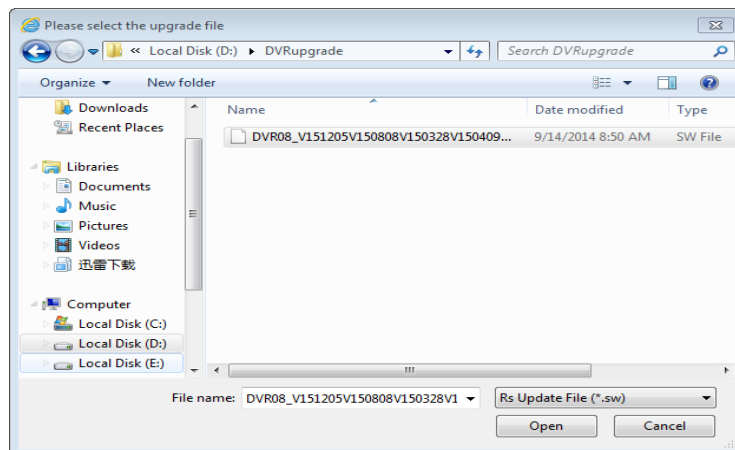 Please select the upgrade file
« Local Disk (D:) ▸ DVRupgrade
Search DVRupgrade
Organize
New folder
Name
Date modified
Type
DVR08_V151205V150808V150328V150409... 9/14/2014 8:50 AM SW File
Downloads
Recent Places
Libraries
Documents
Music
Pictures
Videos
迅雷下载
Computer
Local Disk (C:)
Local Disk (D:)
Local Disk (E:)
File name: DVR08_V151205V150808V150328V1 Rs Update File (*.sw)
Open Cancel